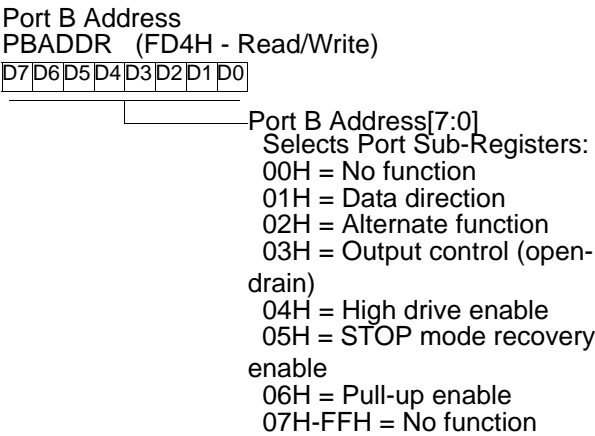 Port B Address
PBADDR (FD4H - Read/Write)
D7 D6 D5 D4 D3 D2 D1 D0
Port B Address[7:0]
Selects Port Sub-Registers:
00H = No function
01H = Data direction
02H = Alternate function
03H = Output control (open-
drain)
04H = High drive enable
05H = STOP mode recovery
enable
06H = Pull-up enable
07H-FFH = No function